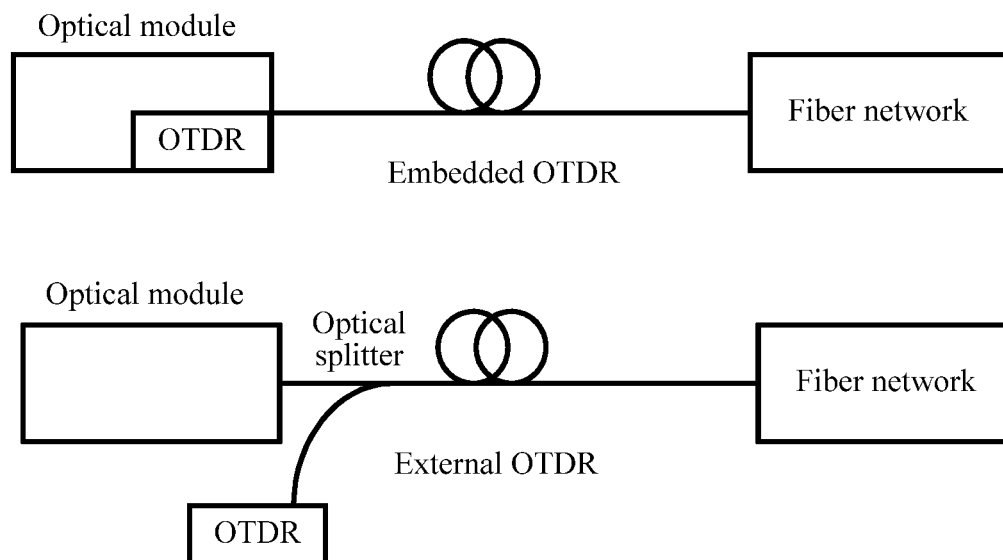 Optical module
OTDR
Fiber network
Embedded OTDR
Optical module
Optical
splitter
Fiber network
External OTDR
OTDR